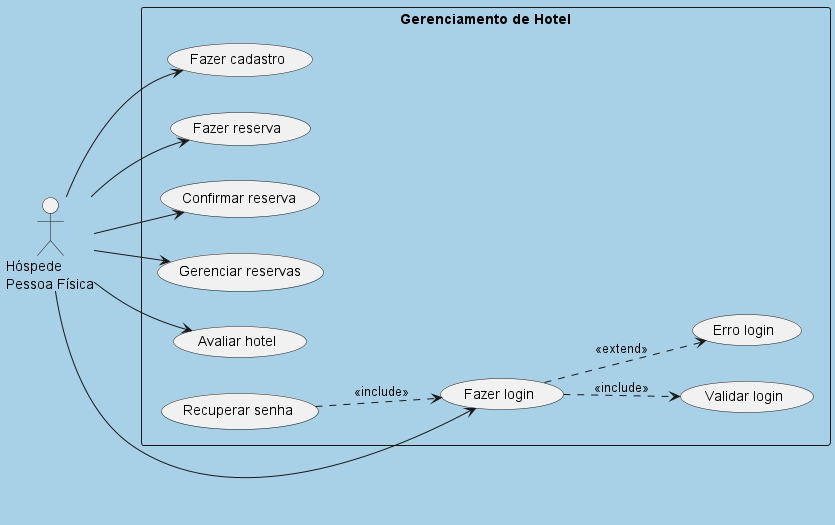 Gerenciamento de Hotel
Fazer cadastro
Fazer reserva
Confirmar reserva
Hóspede
Pessoa Física
Gerenciar reservas
Avaliar hotel
Erro login
«extend»
Recuperar senha
«include»
Fazer login
«include»
Validar login